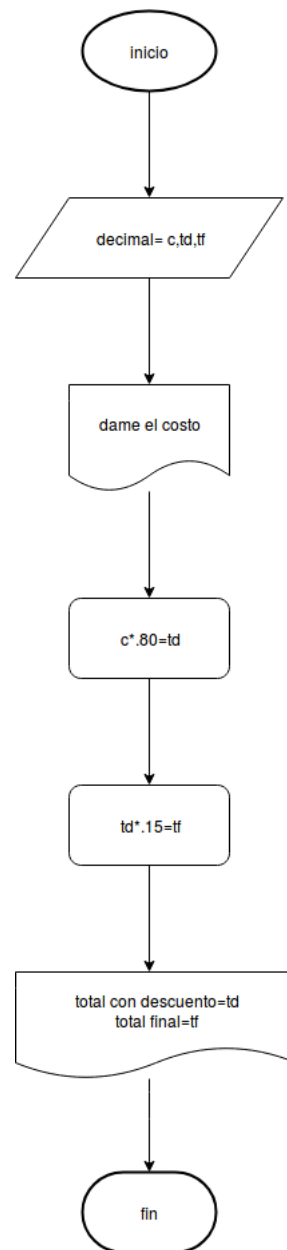 inicio
decimal= c,td,tf
dame el costo
c*.80=td
td*.15=tf
total con descuento=td
total final=tf
fin